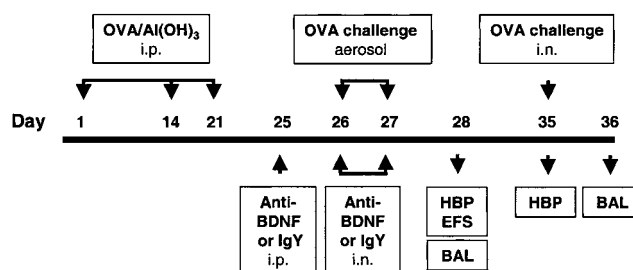 OVA/Al(OH)₃
i.p.
OVA challenge
aerosol
OVA challenge
i.n.
Day 1 14 21 25 26 27 28 35 36
Anti-
BDNF
or IgY
i.p.
Anti-
BDNF
or IgY
i.n.
HBP
EFS
BAL
HBP
BAL